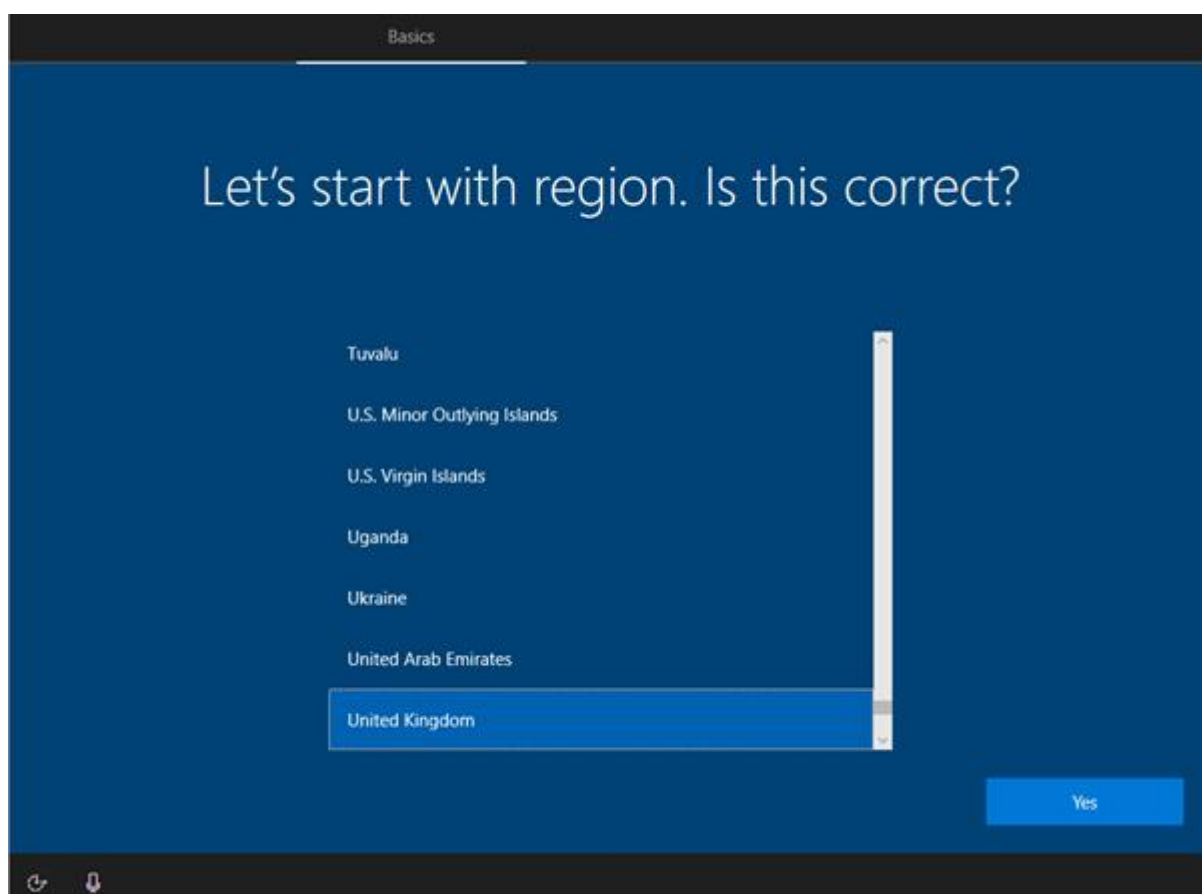 Basics
Let's start with region. Is this correct?
Tuvalu
U.S. Minor Outlying Islands
U.S. Virgin Islands
Uganda
Ukraine
United Arab Emirates
United Kingdom
Yes